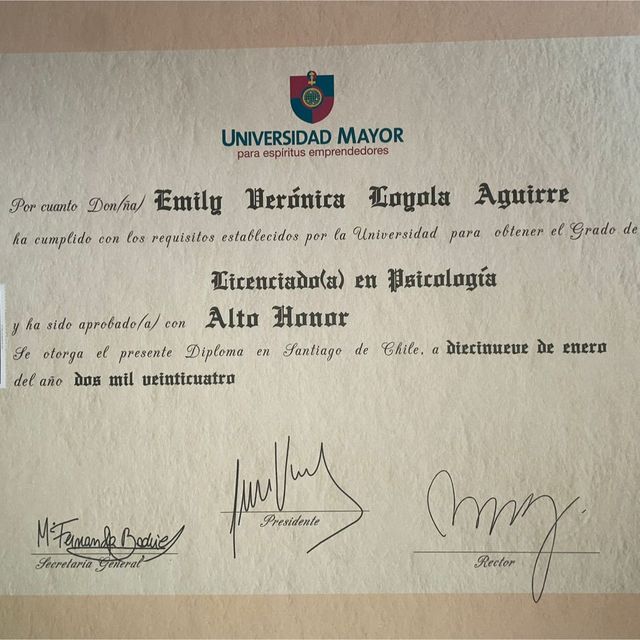 UNIVERSIDAD MAYOR
para espíritus emprendedores
Por cuanto Don/ña/ Emily Verónica Loyola Aguirre
ha cumplido con los requisitos establecidos por la Universidad para obtener el Grado de
Licenciado(a) en Psicología
y ha sido aprobado/a/ con Alto Honor
Se otorga el presente Diploma en Santiago de Chile, a diecinueve de enero
del año dos mil veinticuatro
Mª Fernanda
Secretaria General
Presidente
Rector